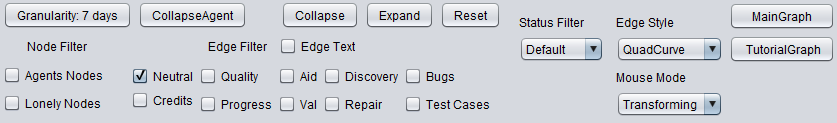 Granularity: 7 days CollapseAgent Collapse Expand Reset Status Filter Edge Style MainGraph
Node Filter Edge Filter Edge Text Default QuadCurve TutorialGraph
Agents Nodes Neutral Quality Aid Discovery Bugs Mouse Mode
Lonely Nodes Credits Progress Val Repair Test Cases Transforming